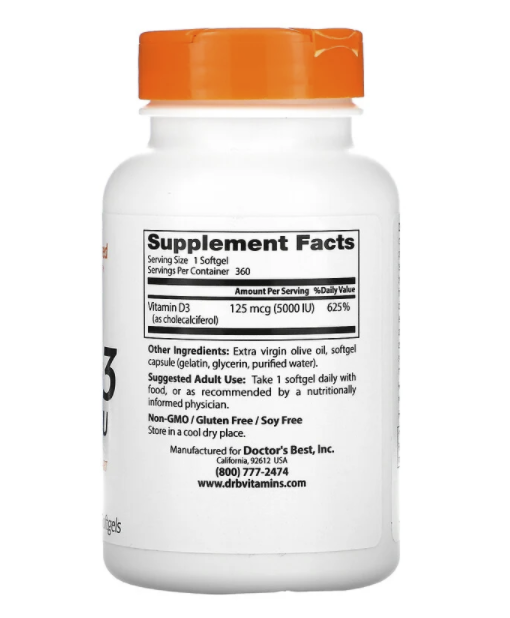 Supplement Facts
Serving Size 1 Softgel
Servings Per Container 360
Amount Per Serving %Daily Value
Vitamin D3 125 mcg (5000 IU) 625%
(as cholecalciferol)
Other Ingredients: Extra virgin olive oil, softgel
capsule (gelatin, glycerin, purified water).
Suggested Adult Use: Take 1 softgel daily with
food, or as recommended by a nutritionally
informed physician.
Non-GMO / Gluten Free / Soy Free
Store in a cool dry place.
Manufactured for Doctor's Best, Inc.
California, 92612 USA
(800) 777-2474
www.drbvitamins.com
3